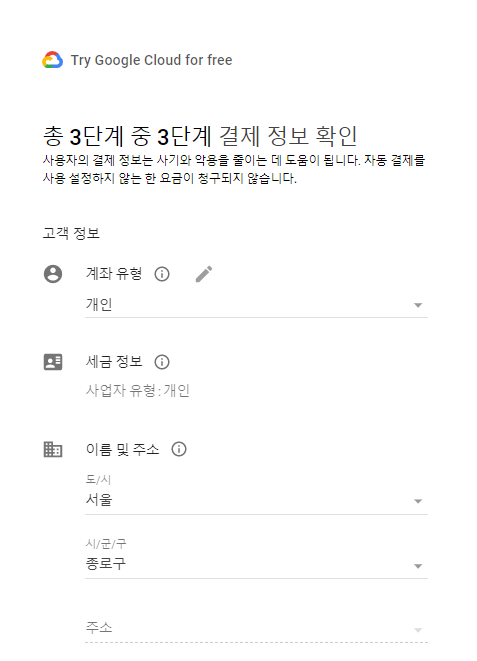 Try Google Cloud for free
총 3단계 중 3단계 결제 정보 확인
사용자의 결제 정보는 사기와 악용을 줄이는 데 도움이 됩니다. 자동 결제를
사용 설정하지 않는 한 요금이 청구되지 않습니다.
고객 정보
계좌 유형
개인
세금 정보
사업자 유형: 개인
이름 및 주소
도/시
서울
시/군/구
종로구
주소